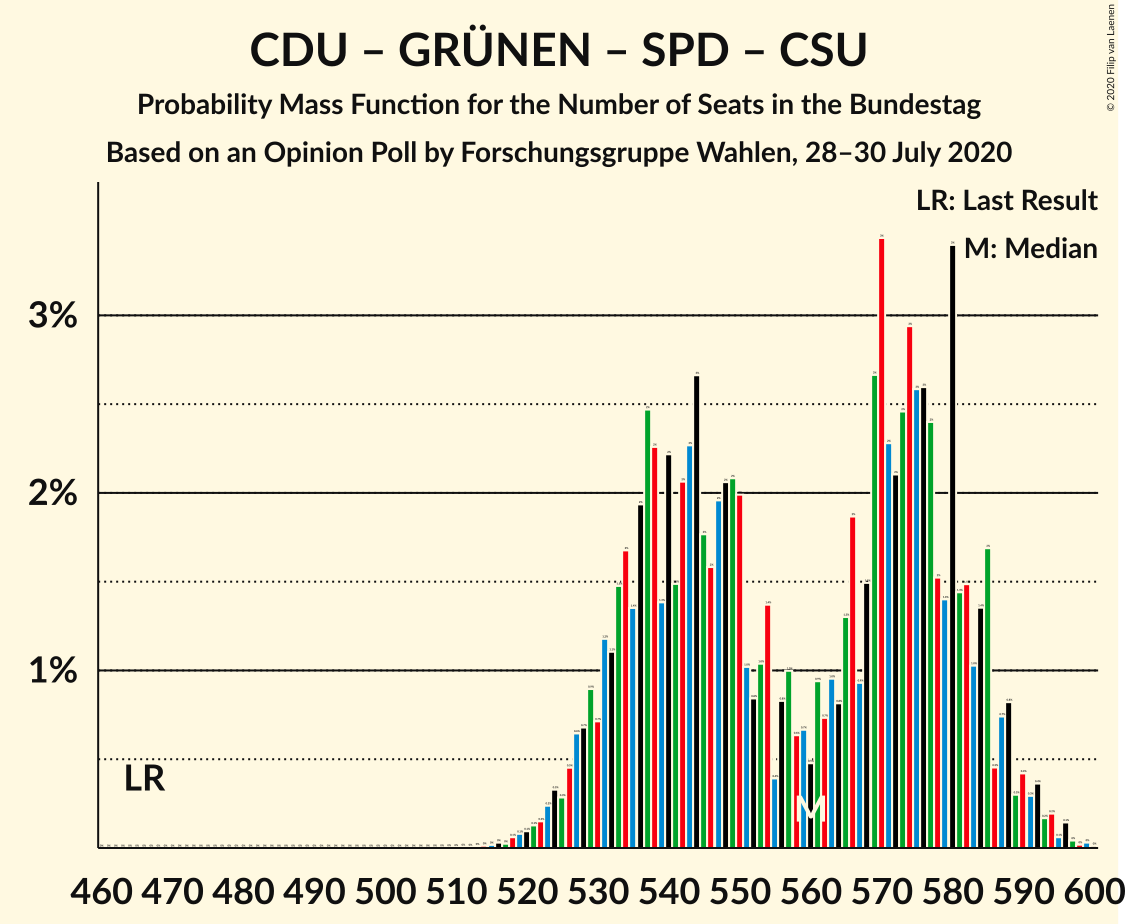 CDU – GRÜNEN – SPD – CSU
Probability Mass Function for the Number of Seats in the Bundestag
Based on an Opinion Poll by Forschungsgruppe Wahlen, 28–30 July 2020
© 2020 Filip van Laenen
LR: Last Result
M: Median
3%
2%
1%
LR
M
460 470 480 490 500 510 520 530 540 550 560 570 580 590 600